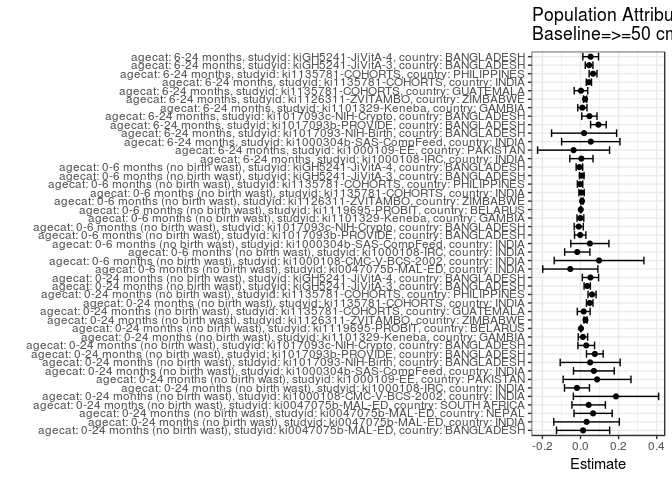 Population Attribu
Baseline=>=50 cm
agecat: 6-24 months, studyid: kiGH5241-JiVitA-4, country: BANGLADESH
agecat: 6-24 months, studyid: kiGH5241-JiVitA-3, country: BANGLADESH
agecat: 6-24 months, studyid: ki1135781-COHORTS, country: PHILIPPINES
agecat: 6-24 months, studyid: ki1135781-COHORTS, country: INDIA
agecat: 6-24 months, studyid: ki1135781-COHORTS, country: GUATEMALA
agecat: 6-24 months, studyid: ki1126311-ZVITAMBO, country: ZIMBABWE
agecat: 6-24 months, studyid: ki1101329-Keneba, country: GAMBIA
agecat: 6-24 months, studyid: ki1017093c-NIH-Crypto, country: BANGLADESH
agecat: 6-24 months, studyid: ki1017093b-PROVIDE, country: BANGLADESH
agecat: 6-24 months, studyid: ki1017093-NIH-Birth, country: BANGLADESH
agecat: 6-24 months, studyid: ki1000304b-SAS-CompFeed, country: INDIA
agecat: 6-24 months, studyid: ki1000109-EE, country: PAKISTAN
agecat: 6-24 months, studyid: ki1000108-IRC, country: INDIA
agecat: 0-6 months (no birth wast), studyid: kiGH5241-JiVitA-4, country: BANGLADESH
agecat: 0-6 months (no birth wast), studyid: kiGH5241-JiVitA-3, country: BANGLADESH
agecat: 0-6 months (no birth wast), studyid: ki1135781-COHORTS, country: PHILIPPINES
agecat: 0-6 months (no birth wast), studyid: ki1135781-COHORTS, country: INDIA
agecat: 0-6 months (no birth wast), studyid: ki1126311-ZVITAMBO, country: ZIMBABWE
agecat: 0-6 months (no birth wast), studyid: ki1119695-PROBIT, country: BELARUS
agecat: 0-6 months (no birth wast), studyid: ki1101329-Keneba, country: GAMBIA
agecat: 0-6 months (no birth wast), studyid: ki1017093c-NIH-Crypto, country: BANGLADESH
agecat: 0-6 months (no birth wast), studyid: ki1017093b-PROVIDE, country: BANGLADESH
agecat: 0-6 months (no birth wast), studyid: ki1000304b-SAS-CompFeed, country: INDIA
agecat: 0-6 months (no birth wast), studyid: ki1000108-IRC, country: INDIA
agecat: 0-6 months (no birth wast), studyid: ki1000108-CMC-V-BCS-2002, country: INDIA
agecat: 0-6 months (no birth wast), studyid: ki0047075b-MAL-ED, country: INDIA
agecat: 0-24 months (no birth wast), studyid: kiGH5241-JiVitA-4, country: BANGLADESH
agecat: 0-24 months (no birth wast), studyid: kiGH5241-JiVitA-3, country: BANGLADESH
agecat: 0-24 months (no birth wast), studyid: ki1135781-COHORTS, country: PHILIPPINES
agecat: 0-24 months (no birth wast), studyid: ki1135781-COHORTS, country: INDIA
agecat: 0-24 months (no birth wast), studyid: ki1135781-COHORTS, country: GUATEMALA
agecat: 0-24 months (no birth wast), studyid: ki1126311-ZVITAMBO, country: ZIMBABWE
agecat: 0-24 months (no birth wast), studyid: ki1119695-PROBIT, country: BELARUS
agecat: 0-24 months (no birth wast), studyid: ki1101329-Keneba, country: GAMBIA
agecat: 0-24 months (no birth wast), studyid: ki1017093c-NIH-Crypto, country: BANGLADESH
agecat: 0-24 months (no birth wast), studyid: ki1017093b-PROVIDE, country: BANGLADESH
agecat: 0-24 months (no birth wast), studyid: ki1017093-NIH-Birth, country: BANGLADESH
agecat: 0-24 months (no birth wast), studyid: ki1000304b-SAS-CompFeed, country: INDIA
agecat: 0-24 months (no birth wast), studyid: ki1000109-EE, country: PAKISTAN
agecat: 0-24 months (no birth wast), studyid: ki1000108-IRC, country: INDIA
agecat: 0-24 months (no birth wast), studyid: ki1000108-CMC-V-BCS-2002, country: INDIA
agecat: 0-24 months (no birth wast), studyid: ki0047075b-MAL-ED, country: SOUTH AFRICA
agecat: 0-24 months (no birth wast), studyid: ki0047075b-MAL-ED, country: NEPAL
agecat: 0-24 months (no birth wast), studyid: ki0047075b-MAL-ED, country: INDIA
agecat: 0-24 months (no birth wast), studyid: ki0047075b-MAL-ED, country: BANGLADESH
-0.2 0.0 0.2 0.4
Estimate